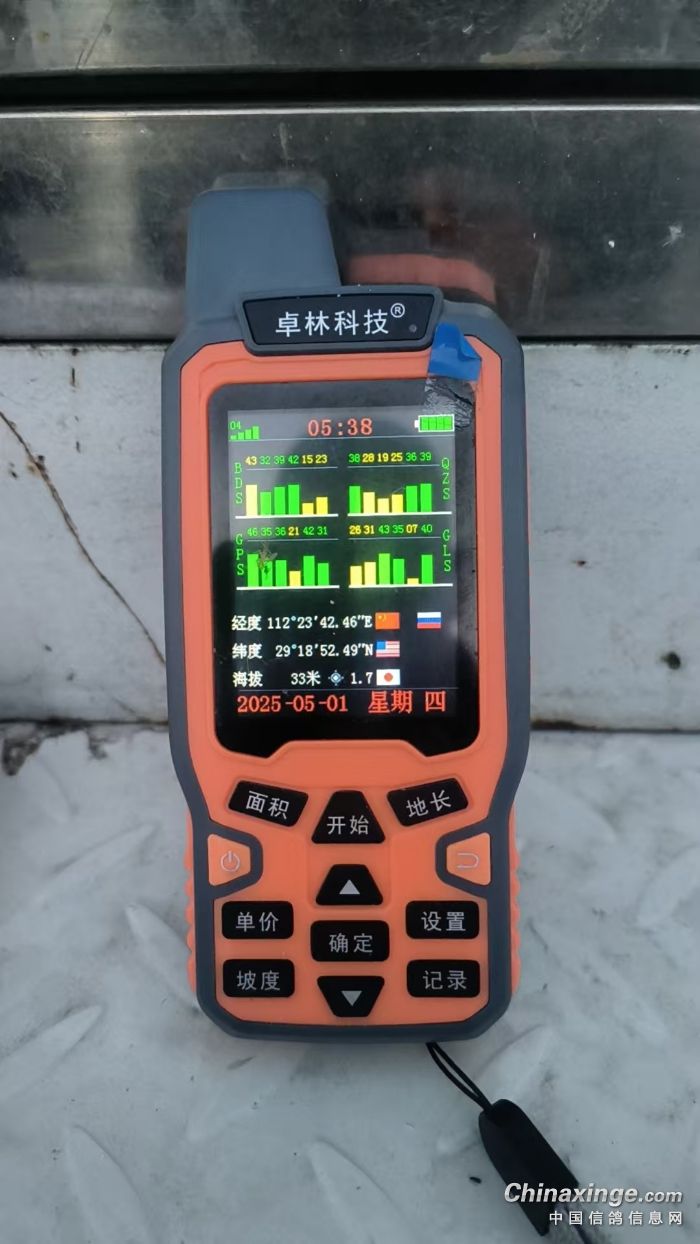 卓林科技®
04 05:38
BDS 43 32 39 42 15 23 38 28 19 25 36 39 QZS
GPS 46 35 36 21 42 31 26 31 43 35 07 40 GLS
经度 112°23'42.46"E
纬度 29°18'52.49"N
海拔 33米 1.7
2025-05-01 星期 四
面积 开始 地长
单价 确定 设置
坡度 记录
Chinaxinge.com
中国信鸽信息网